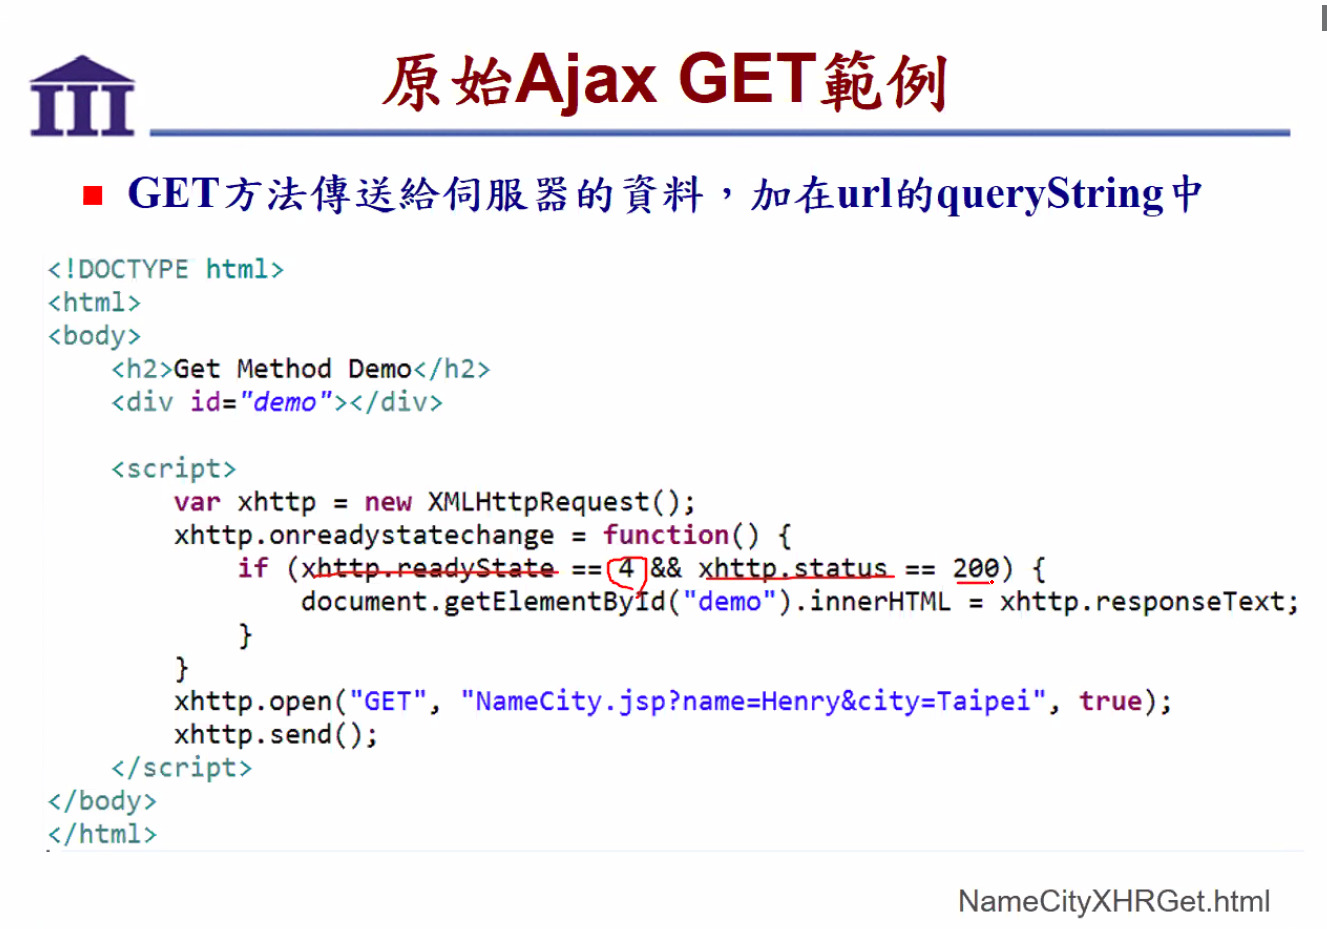 原始Ajax GET範例
GET方法傳送給伺服器的資料，加在url的queryString中
<!DOCTYPE html>
<html>
<body>
    <h2>Get Method Demo</h2>
    <div id="demo"></div>
    <script>
        var xhttp = new XMLHttpRequest();
        xhttp.onreadystatechange = function() {
            if (xhttp.readyState == 4 && xhttp.status == 200) {
                document.getElementById("demo").innerHTML = xhttp.responseText;
            }
        }
        xhttp.open("GET", "NameCity.jsp?name=Henry&city=Taipei", true);
        xhttp.send();
    </script>
</body>
</html>
NameCityXHRGet.html